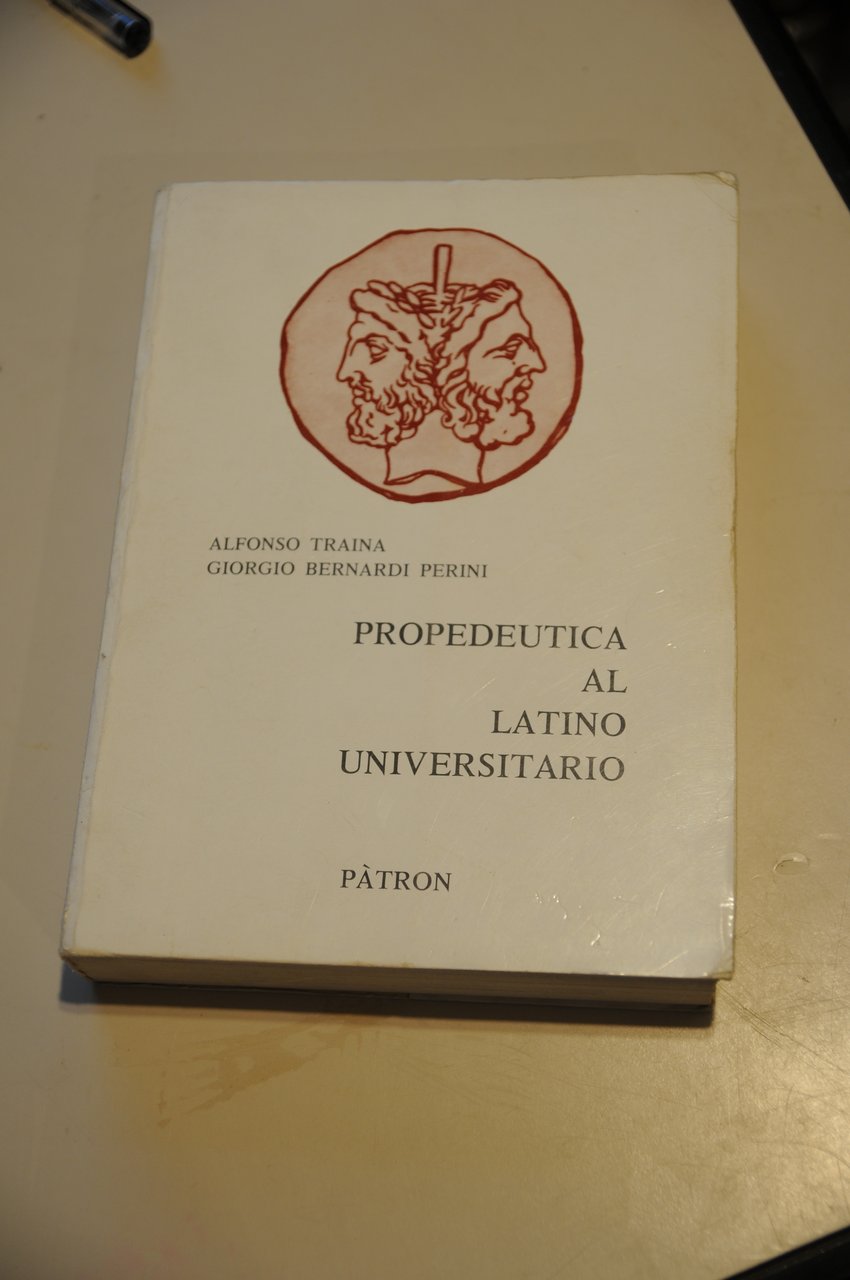 ALFONSO TRAINA
GIORGIO BERNARDI PERINI
PROPEDEUTICA
AL
LATINO
UNIVERSITARIO
PÀTRON